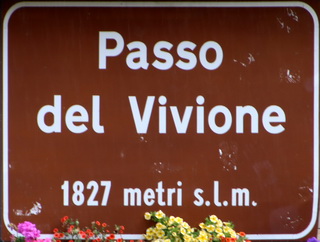 Passo
del Vivione
1827 metri s.l.m.